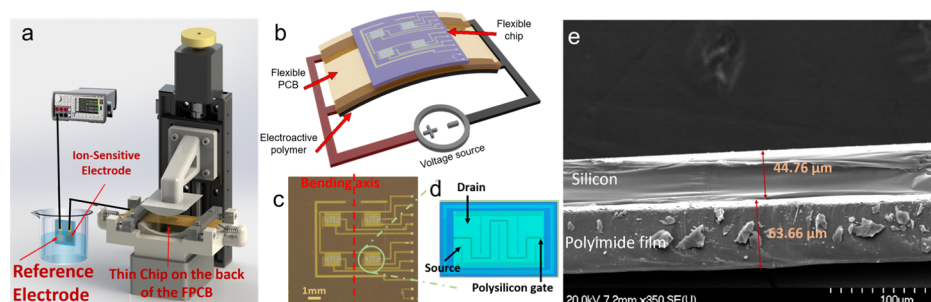 a
Ion-Sensitive
Electrode
Reference
Electrode
Thin Chip on the back
of the FPCB
b
Flexible
chip
Flexible
PCB
Electroactive
polymer
Voltage source
Bending axis
c
1mm
d
Drain
Source
Polysilicon gate
e
Silicon
44.76 μm
Polyimide film
63.66 μm
20.0kV 7.2mm x350 SE(U)
100μm